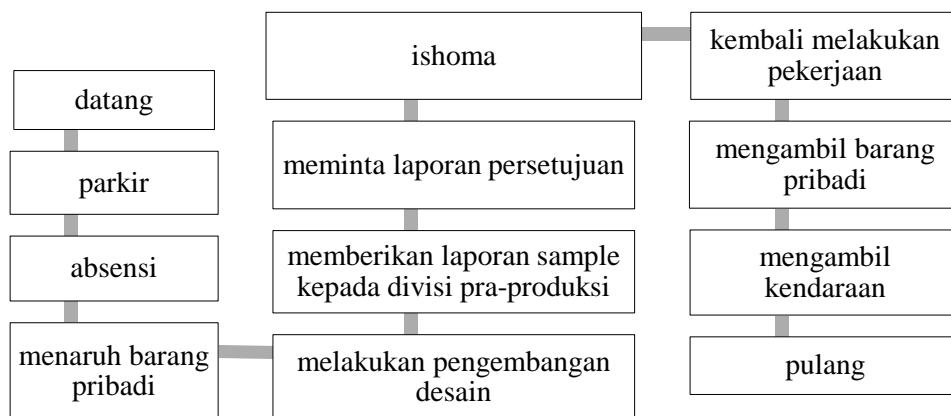 datang
parkir
absensi
menaruh barang
pribadi
melakukan pengembangan
desain
memberikan laporan sample
kepada divisi pra-produksi
meminta laporan persetujuan
ishoma
kembali melakukan
pekerjaan
mengambil barang
pribadi
mengambil
kendaraan
pulang